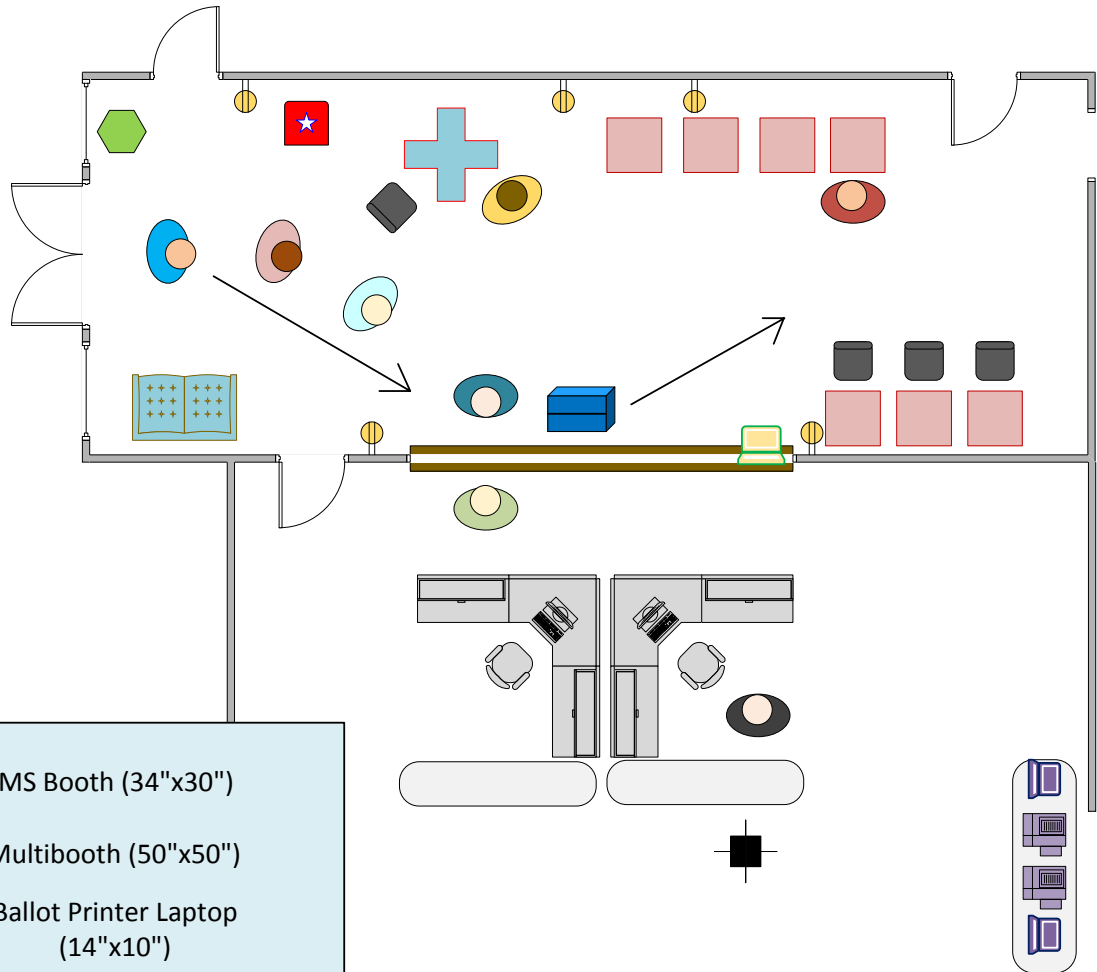 MS Booth (34"x30")
Multibooth (50"x50")
Ballot Printer Laptop
(14"x10")